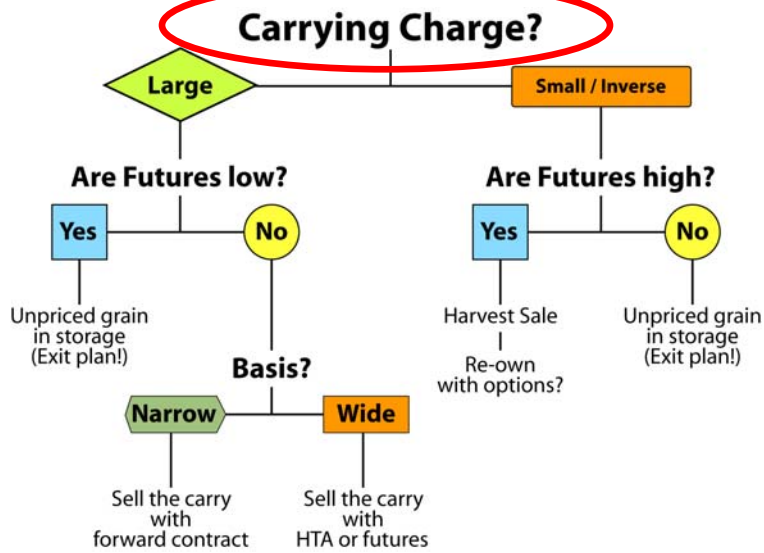 Carrying Charge?
Large
Small / Inverse
Are Futures low?
Are Futures high?
Yes
No
Yes
No
Unpriced grain
in storage
(Exit plan!)
Harvest Sale
Re-own
with options?
Unpriced grain
in storage
(Exit plan!)
Basis?
Narrow
Wide
Sell the carry
with
forward contract
Sell the carry
with
HTA or futures